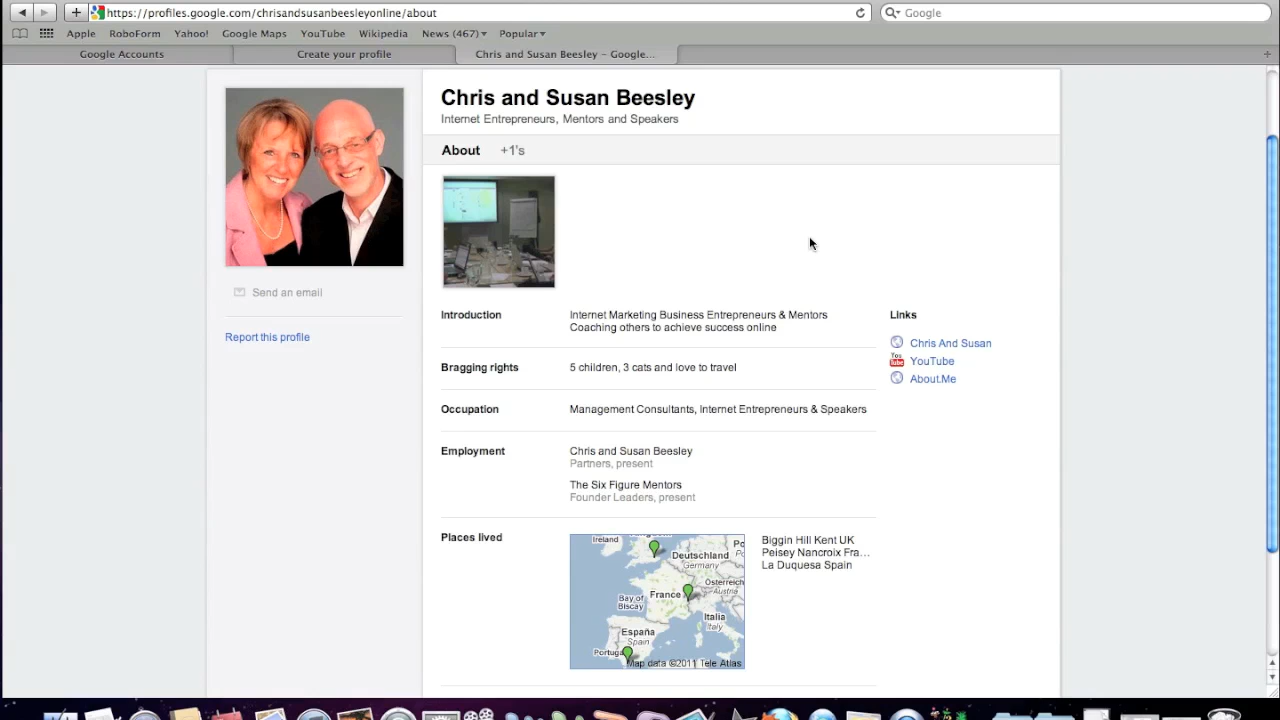 https://profiles.google.com/chrisandsusanbeesleyonline/about
Google
Apple RoboForm Yahoo! Google Maps YouTube Wikipedia News (467)▾ Popular▾
Google Accounts
Create your profile
Chris and Susan Beesley – Google...
Chris and Susan Beesley
Internet Entrepreneurs, Mentors and Speakers
About +1's
Send an email
Report this profile
Introduction
Internet Marketing Business Entrepreneurs & Mentors
Coaching others to achieve success online
Bragging rights
5 children, 3 cats and love to travel
Occupation
Management Consultants, Internet Entrepreneurs & Speakers
Employment
Chris and Susan Beesley
Partners, present
The Six Figure Mentors
Founder Leaders, present
Places lived
Ireland
Deutschland
Germany
Österreich
Austria
France
Bay of
Biscay
Italia
Italy
España
Spain
Portuga
Map data ©2011 Tele Atlas
Biggin Hill Kent UK
Peisey Nancroix Fra...
La Duquesa Spain
Links
Chris And Susan
You
Tube
YouTube
About.Me